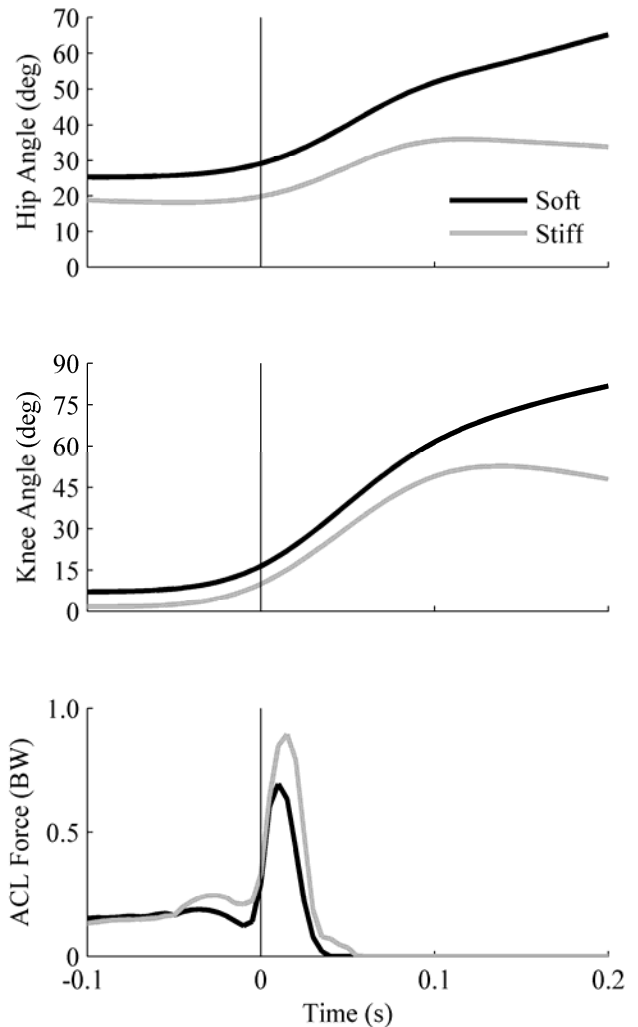 70
60
50
40
30
20
10
0
Hip Angle (deg)
Soft
Stiff
90
75
60
45
30
15
0
Knee Angle (deg)
1.0
0.5
0
ACL Force (BW)
-0.1 0 0.1 0.2
Time (s)